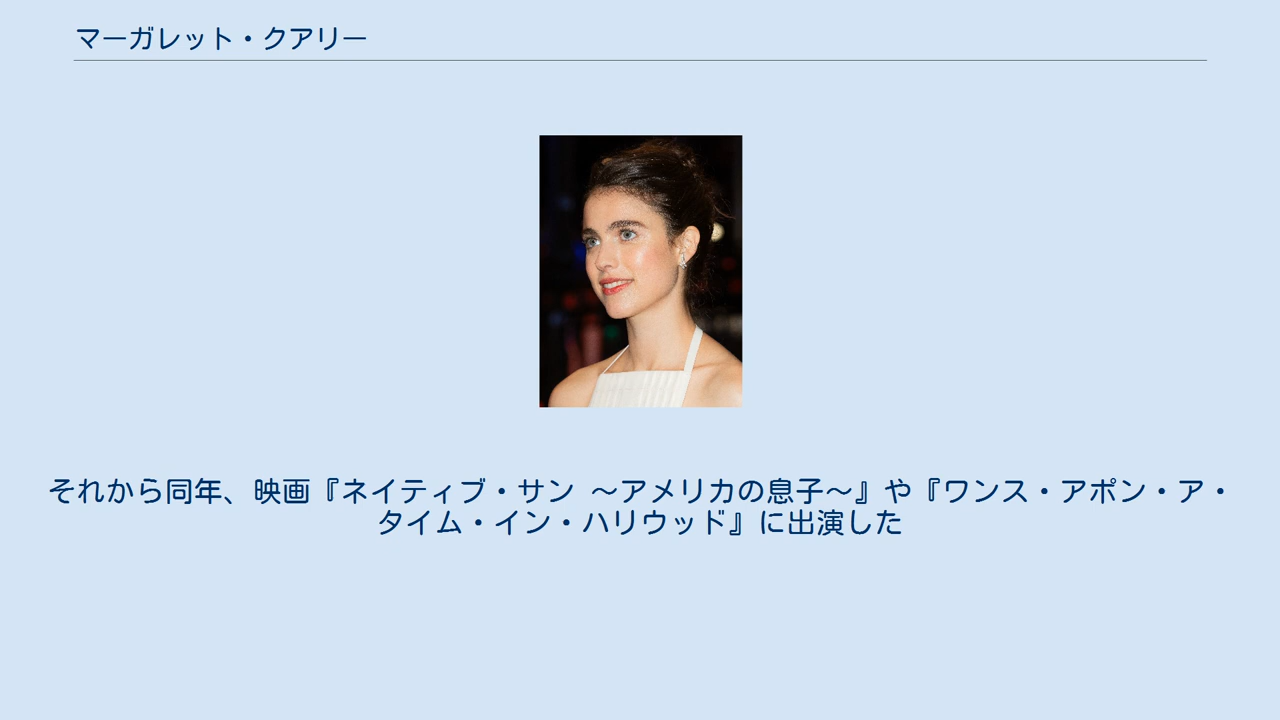 マーガレット・クアリー
それから同年、映画『ネイティブ・サン ～アメリカの息子～』や『ワンス・アポン・ア・
タイム・イン・ハリウッド』に出演した